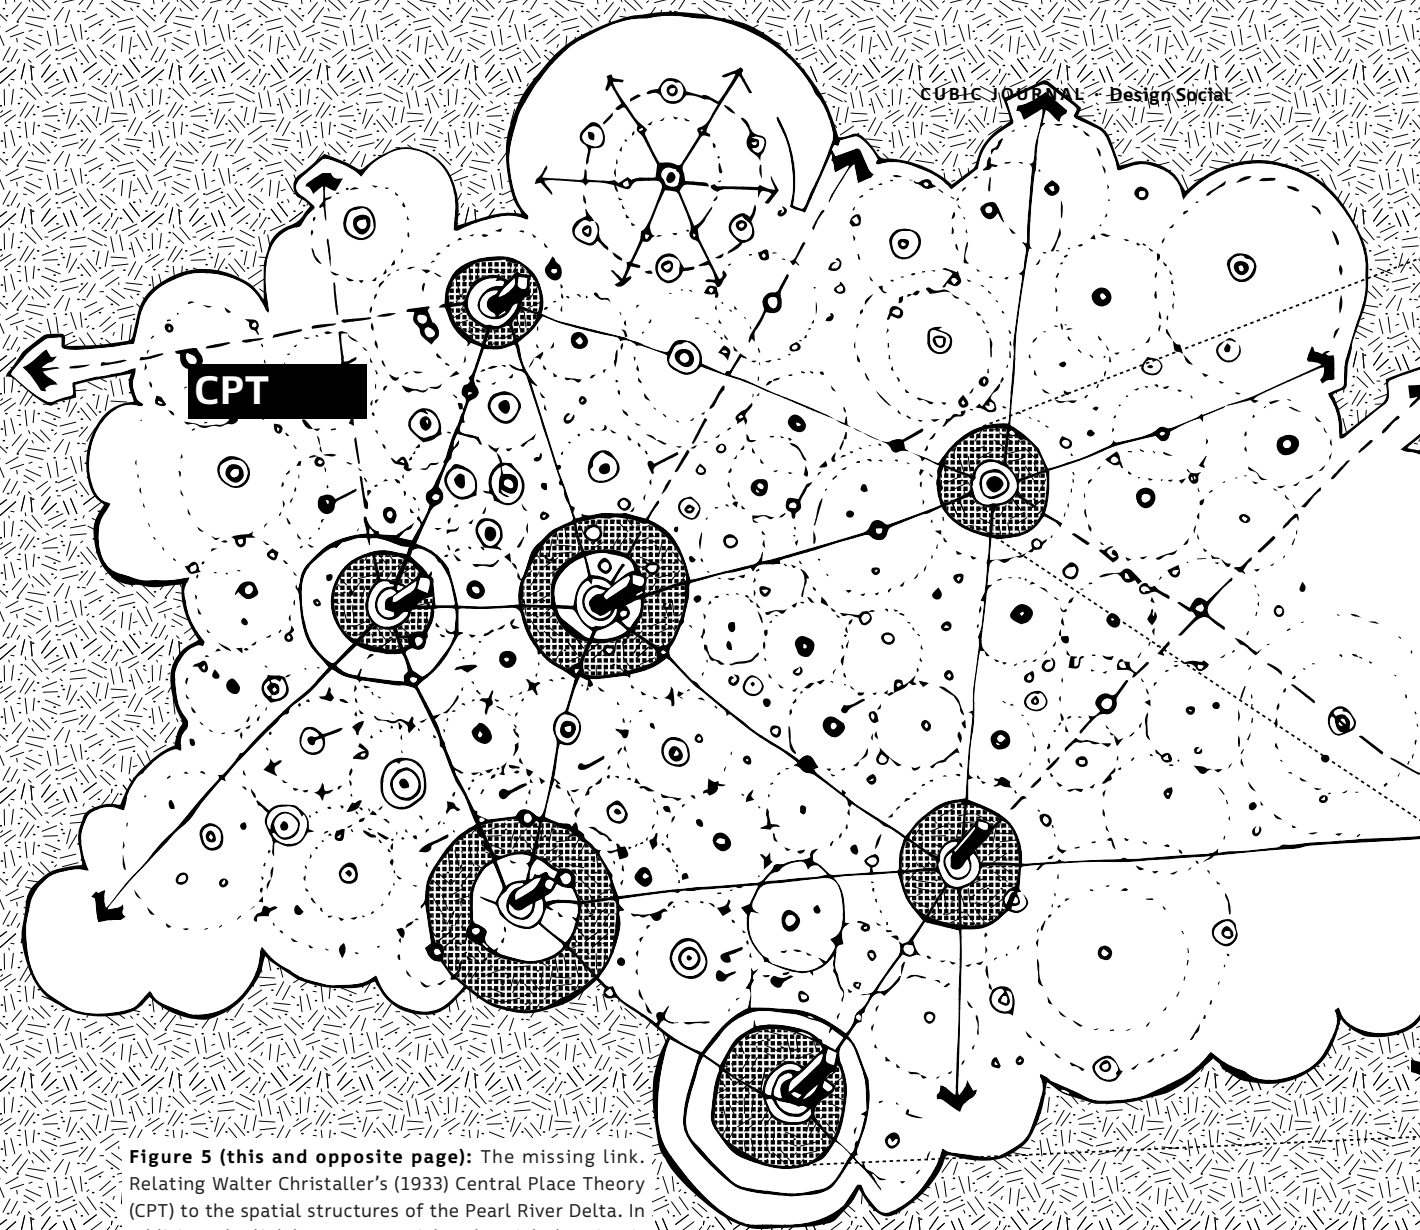 CUBIC JOURNAL · Design Social
CPT
Figure 5 (this and opposite page): The missing link.
Relating Walter Christaller’s (1933) Central Place Theory
(CPT) to the spatial structures of the Pearl River Delta. In